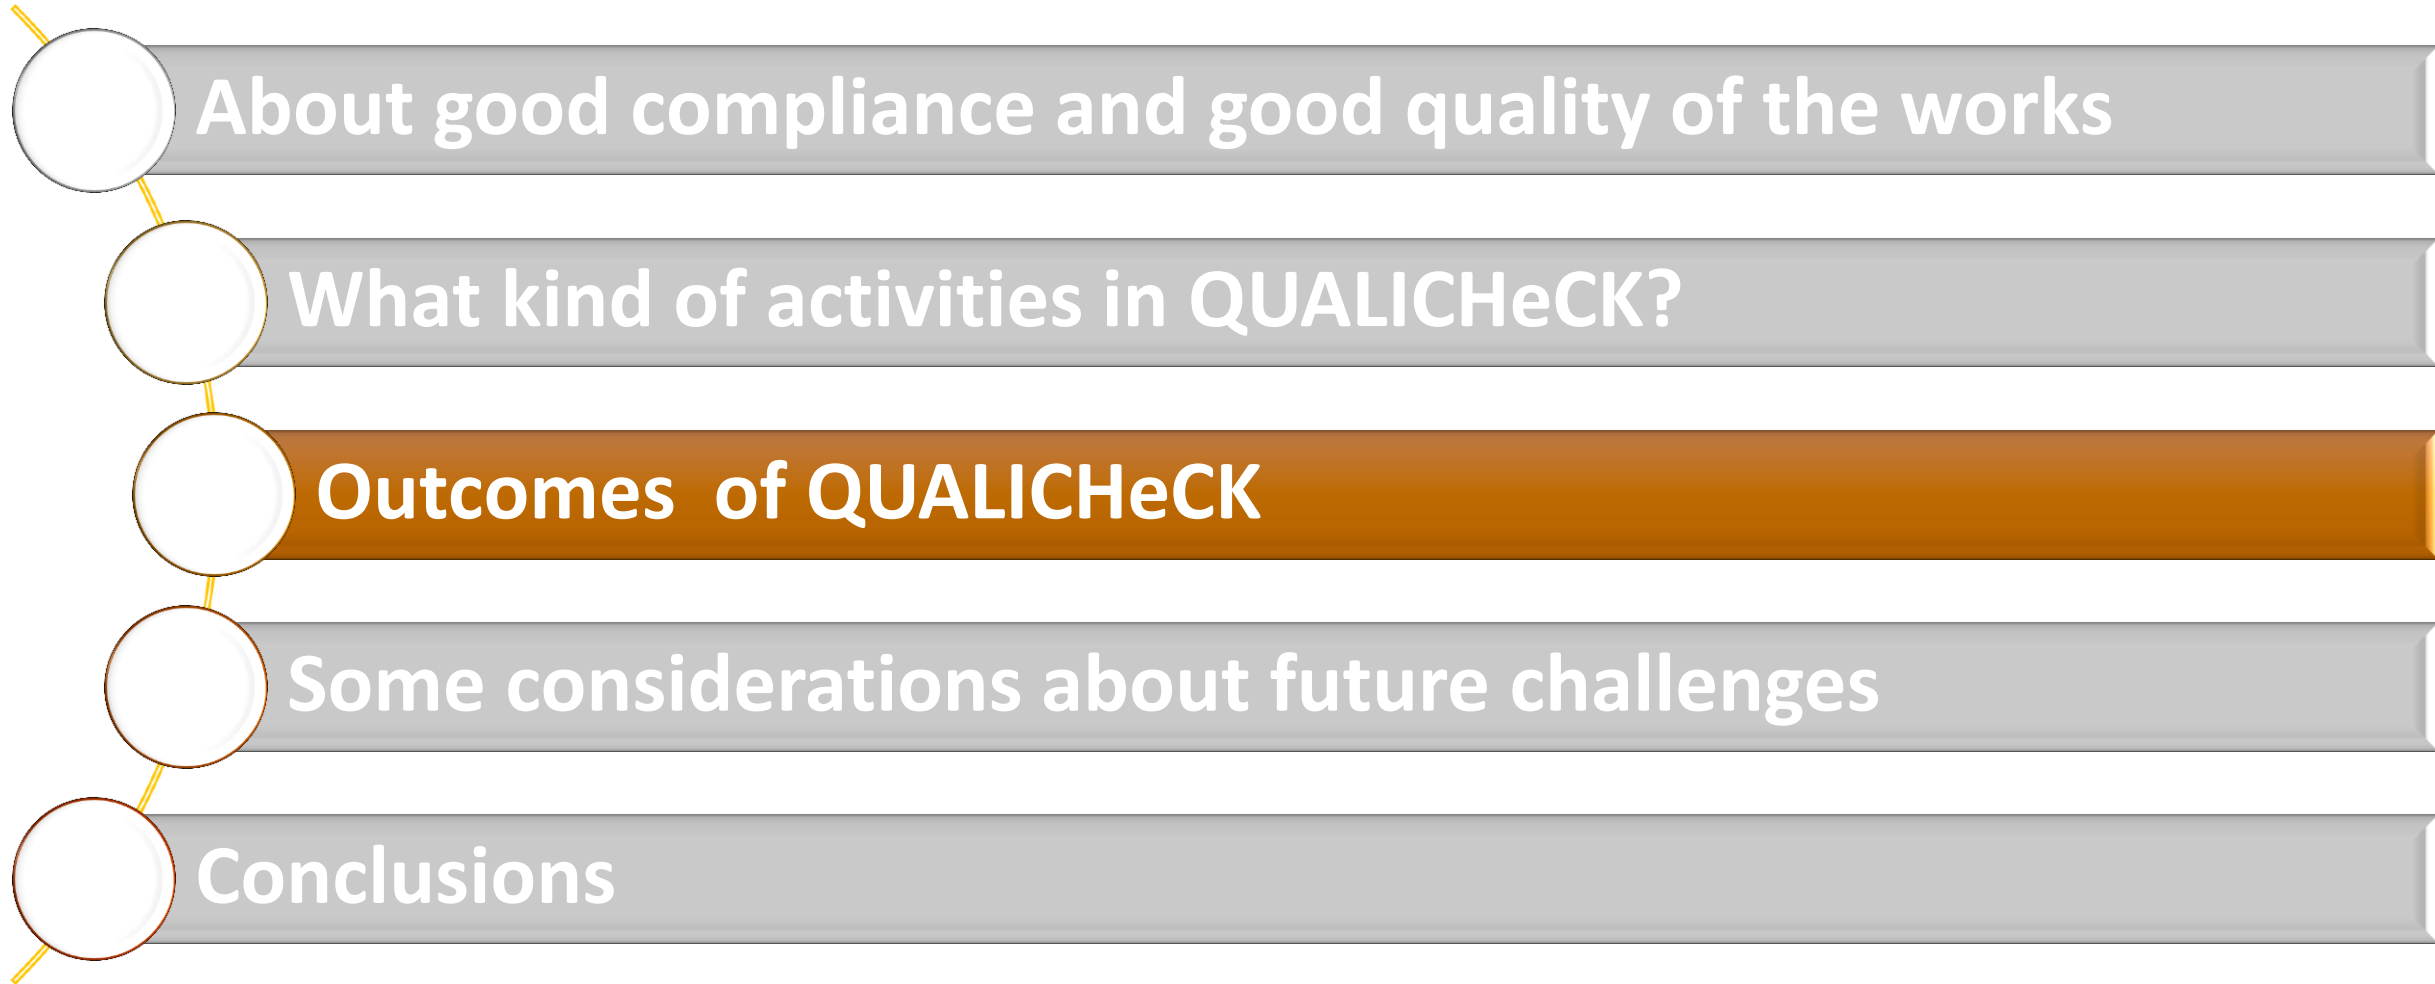 About good compliance and good quality of the works
What kind of activities in QUALICHeCK?
Outcomes of QUALICHeCK
Some considerations about future challenges
Conclusions